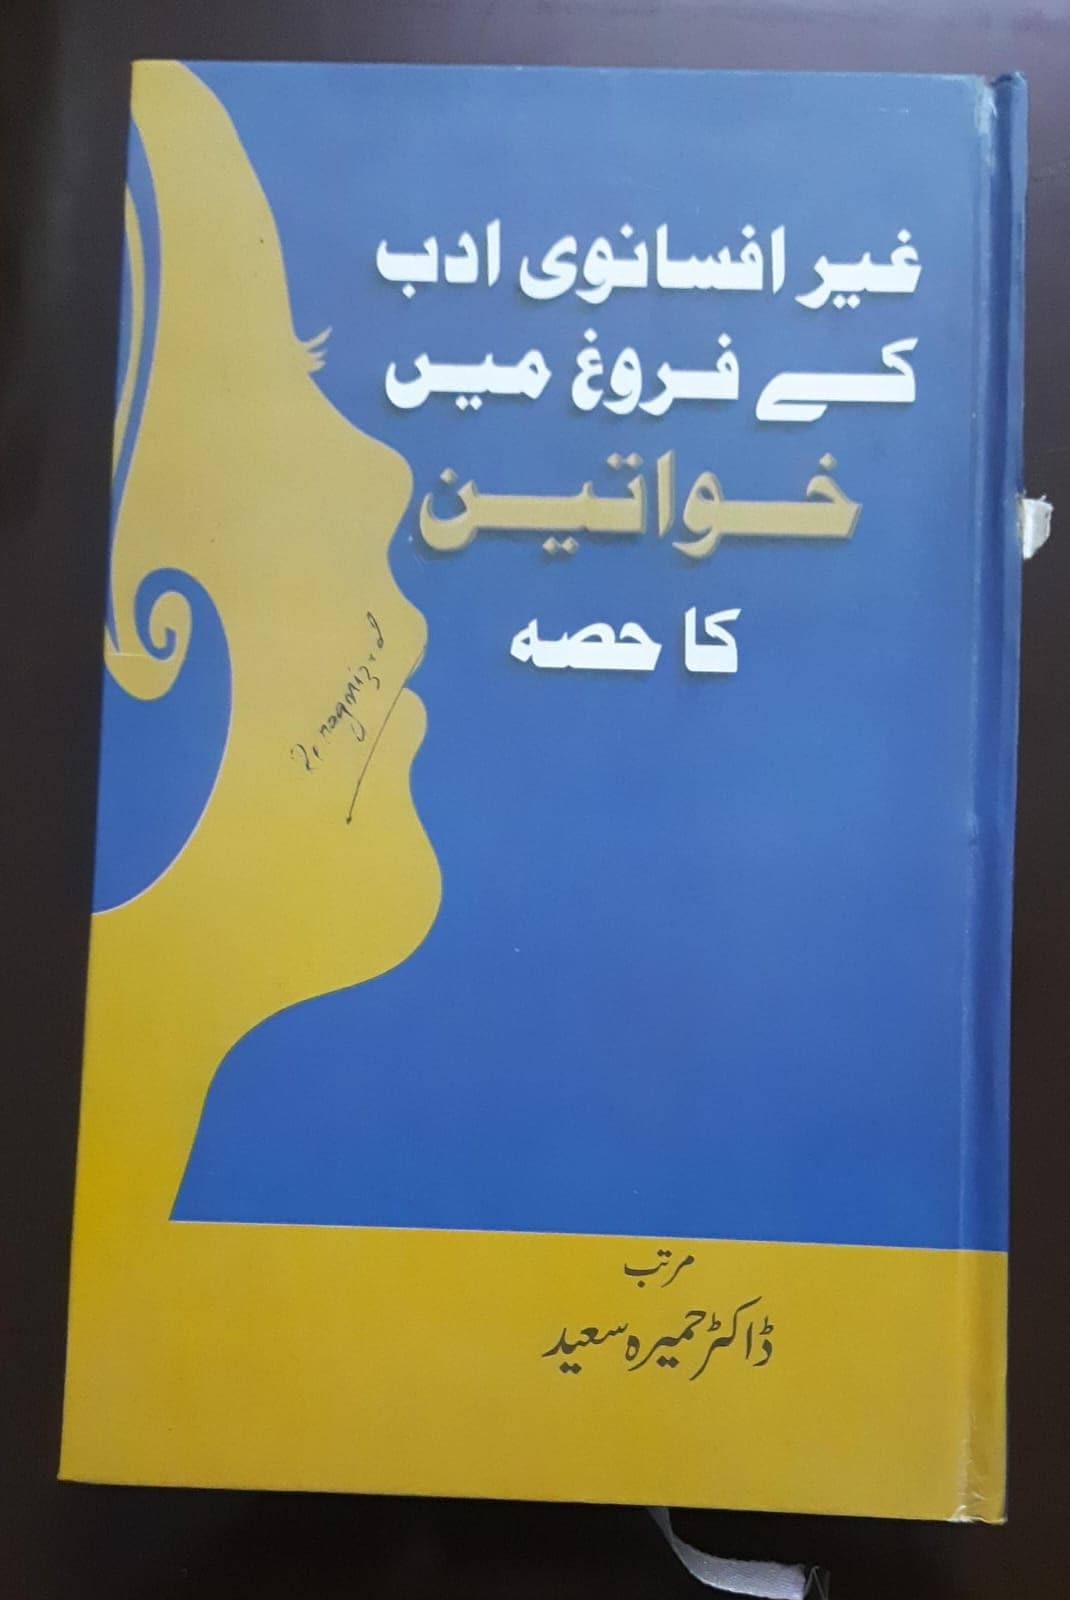 غیر افسانوی ادب
کے فروغ میں
خواتین
کا حصہ
مرتب
ڈاکٹر حمیرہ سعید